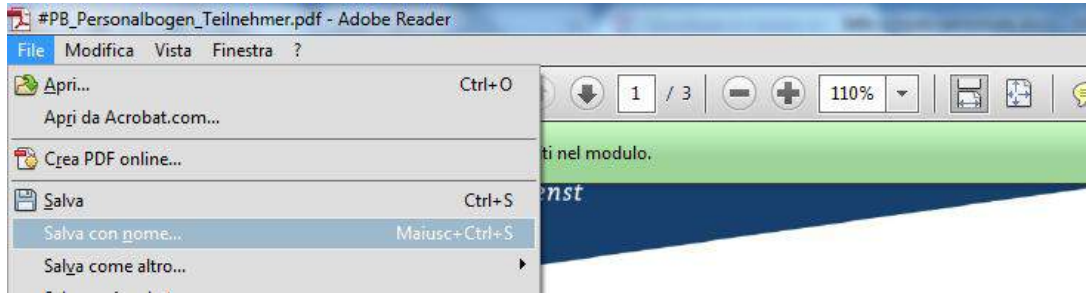 #PB_Personalbogen_Teilnehmer.pdf - Adobe Reader
File Modifica Vista Finestra ?
Apri... Ctrl+O
1 / 3 110%
Apri da Acrobat.com...
Crea PDF online...
ti nel modulo.
Salva Ctrl+S
enst
Salva con nome... Maiusc+Ctrl+S
Salva come altro...